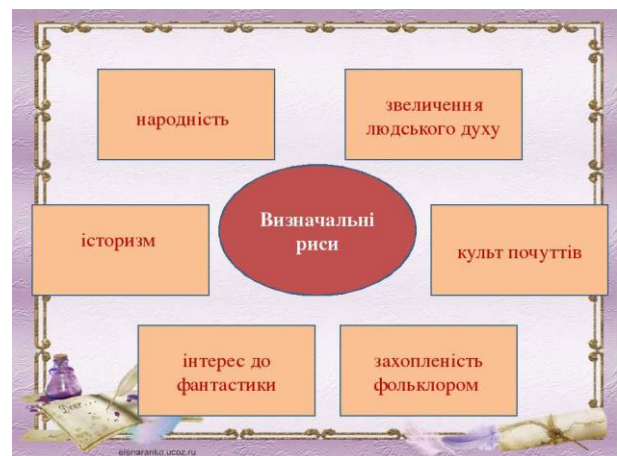 народність
звеличення
людського духу
Визначальні
риси
історизм
культ почуттів
інтерес до
фантастики
захопленість
фольклором
elenaranko.ucoz.ru